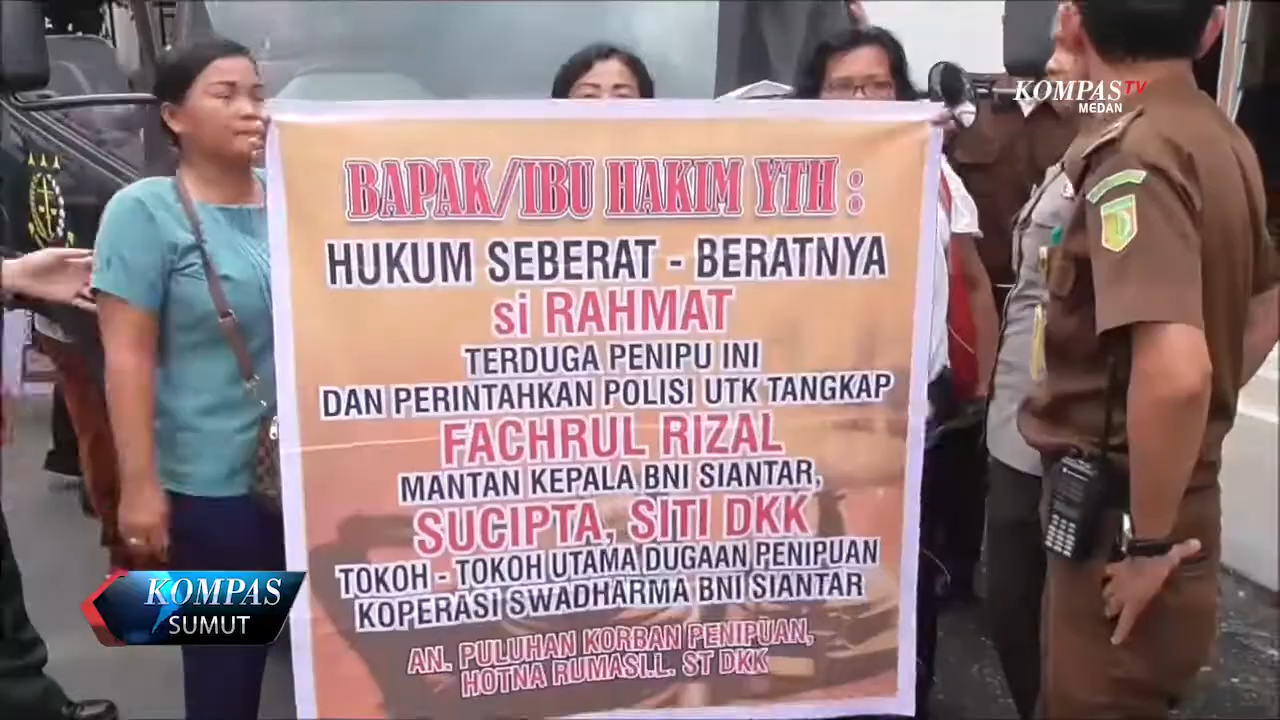 KOMPASTV
MEDAN
BAPAK/IBU HAKIM YTH :
HUKUM SEBERAT - BERATNYA
si RAHMAT
TERDUGA PENIPU INI
DAN PERINTAHKAN POLISI UTK TANGKAP
FACHRUL RIZAL
MANTAN KEPALA BNI SIANTAR,
SUCIPTA, SITI DKK
TOKOH - TOKOH UTAMA DUGAAN PENIPUAN
KOPERASI SWADHARMA BNI SIANTAR
AN. PULUHAN KORBAN PENIPUAN,
HOTNA RUMASI.L. ST DKK
KOMPAS
SUMUT